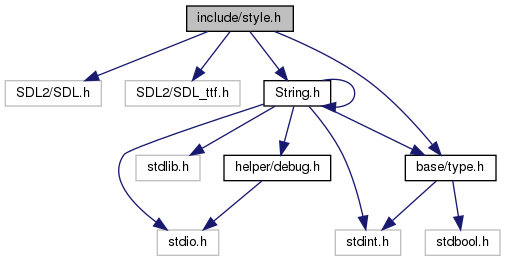 include/style.h
SDL2/SDL.h
SDL2/SDL_ttf.h
String.h
stdlib.h
helper/debug.h
base/type.h
stdio.h
stdint.h
stdbool.h